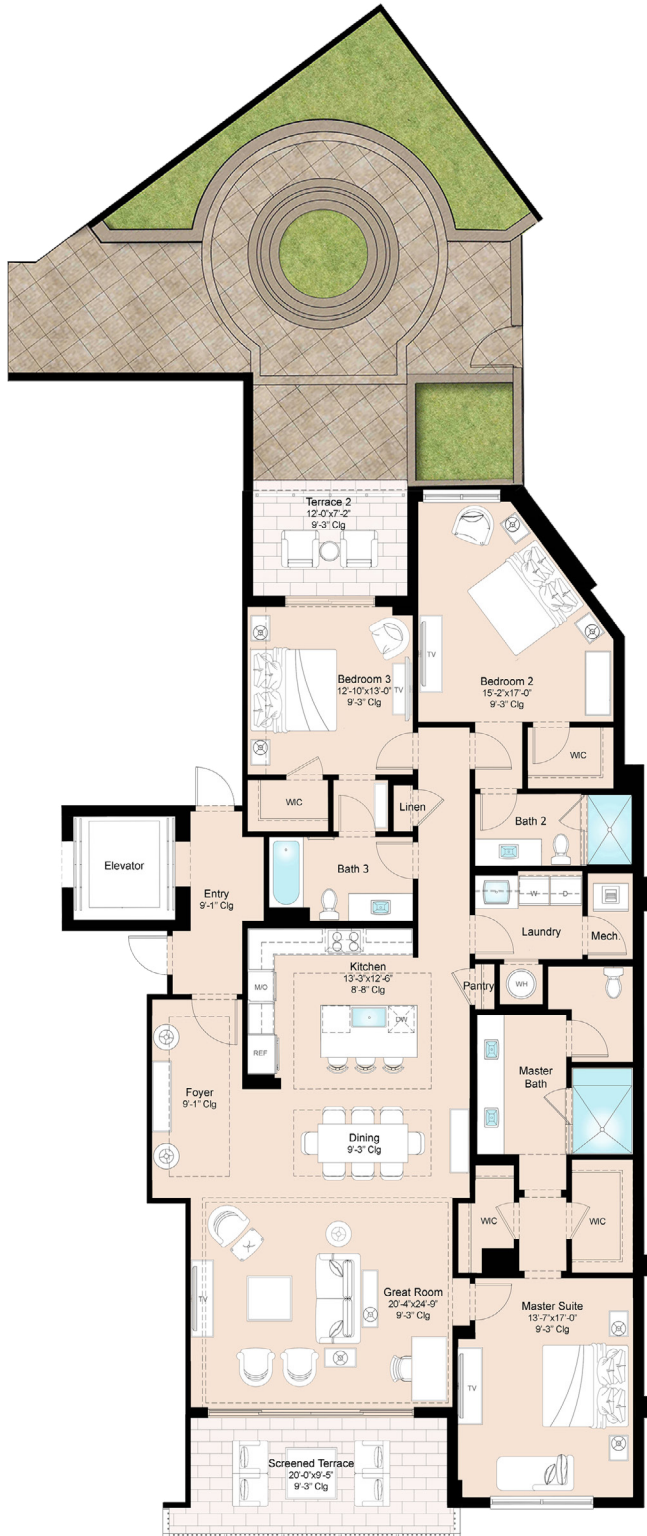 Terrace 2
12'-0"x7'-2"
9'-3" Clg
TV
Bedroom 2
15'-2"x17'-0"
9'-3" Clg
Bedroom 3
12'-10"x13'-0"
9'-3" Clg
TV
WIC
WIC
Linen
Bath 2
Elevator
Bath 3
Entry
9'-1" Clg
W
D
Laundry
Mech.
Kitchen
13'-3"x12'-6"
8'-8" Clg
M/O
Pantry
WH
DW
REF
Master
Bath
Foyer
9'-1" Clg
Dining
9'-3" Clg
WIC
WIC
TV
Great Room
20'-4"x24'-9"
9'-3" Clg
Master Suite
13'-7"x17'-0"
9'-3" Clg
TV
Screened Terrace
20'-0"x9'-5"
9'-3" Clg